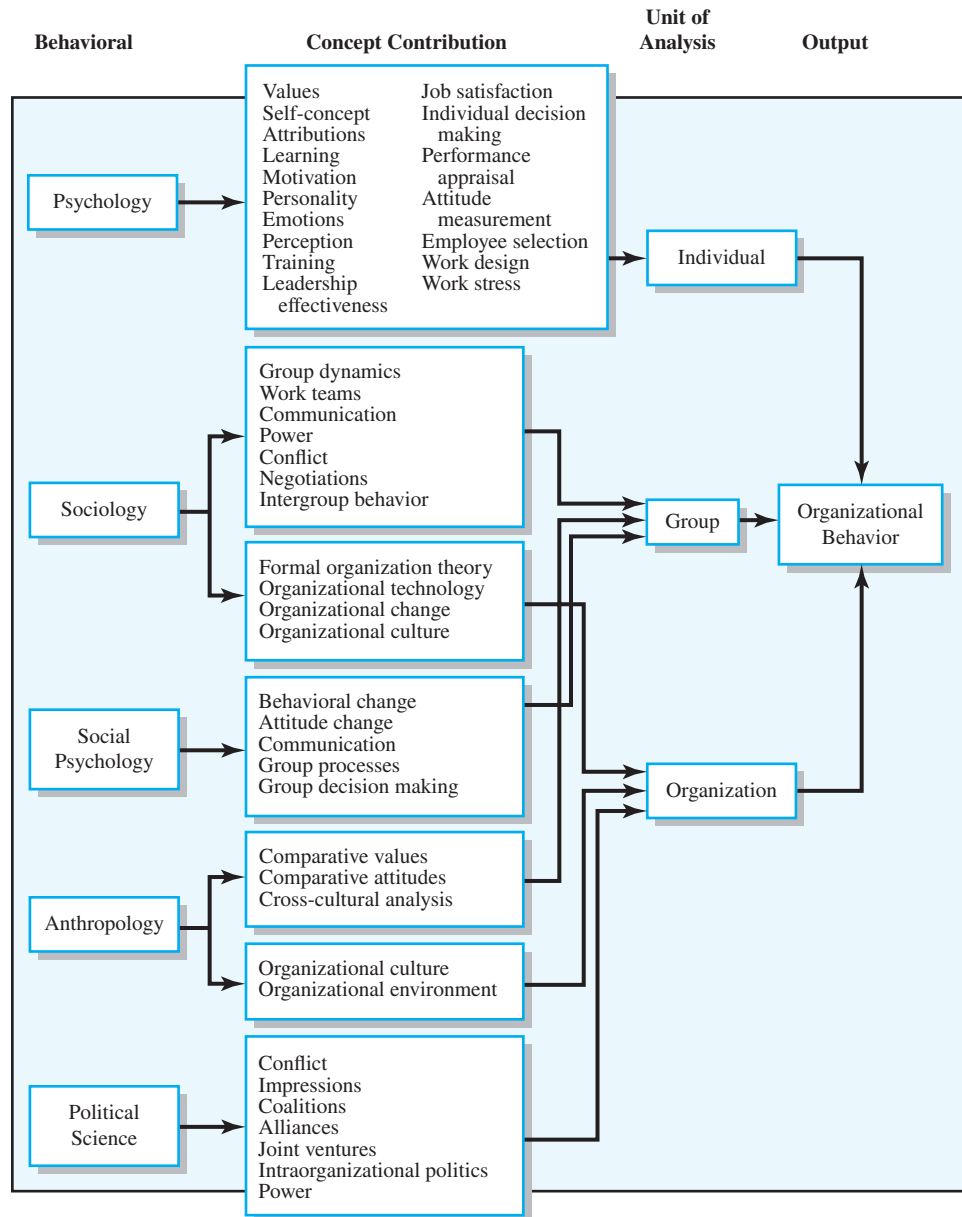 Behavioral
Concept Contribution
Unit of
Analysis
Output
Psychology
Values
Self-concept
Attributions
Learning
Motivation
Personality
Emotions
Perception
Training
Leadership
effectiveness
Job satisfaction
Individual decision
making
Performance
appraisal
Attitude
measurement
Employee selection
Work design
Work stress
Individual
Sociology
Group dynamics
Work teams
Communication
Power
Conflict
Negotiations
Intergroup behavior
Formal organization theory
Organizational technology
Organizational change
Organizational culture
Group
Organizational
Behavior
Social
Psychology
Behavioral change
Attitude change
Communication
Group processes
Group decision making
Organization
Anthropology
Comparative values
Comparative attitudes
Cross-cultural analysis
Organizational culture
Organizational environment
Political
Science
Conflict
Impressions
Coalitions
Alliances
Joint ventures
Intraorganizational politics
Power